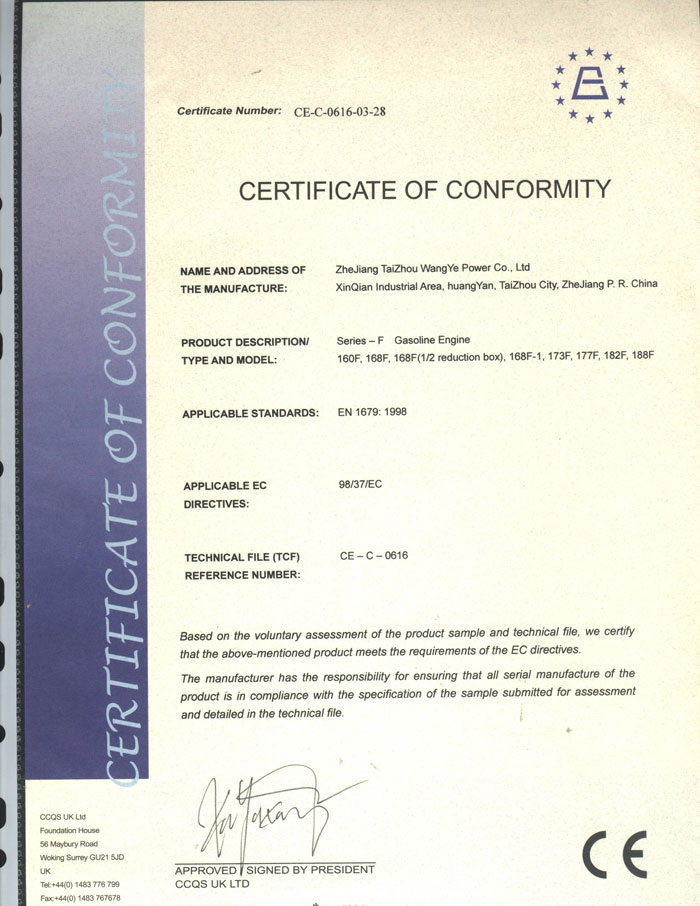 CERTIFICATE OF CONFORMITY
Certificate Number: CE-C-0616-03-28
CERTIFICATE OF CONFORMITY
NAME AND ADDRESS OF
THE MANUFACTURE:
ZheJiang TaiZhou WangYe Power Co., Ltd
XinQian Industrial Area, huangYan, TaiZhou City, ZheJiang P. R. China
PRODUCT DESCRIPTION/
TYPE AND MODEL:
Series – F Gasoline Engine
160F, 168F, 168F(1/2 reduction box), 168F-1, 173F, 177F, 182F, 188F
APPLICABLE STANDARDS: EN 1679: 1998
APPLICABLE EC
DIRECTIVES:
98/37/EC
TECHNICAL FILE (TCF)
REFERENCE NUMBER:
CE – C – 0616
Based on the voluntary assessment of the product sample and technical file, we certify
that the above-mentioned product meets the requirements of the EC directives.
The manufacturer has the responsibility for ensuring that all serial manufacture of the
product is in compliance with the specification of the sample submitted for assessment
and detailed in the technical file.
APPROVED / SIGNED BY PRESIDENT
CCQS UK LTD
CCQS UK Ltd
Foundation House
56 Maybury Road
Woking Surrey GU21 5JD
UK
Tel:+44(0) 1483 776 799
Fax:+44(0) 1483 767678
CE